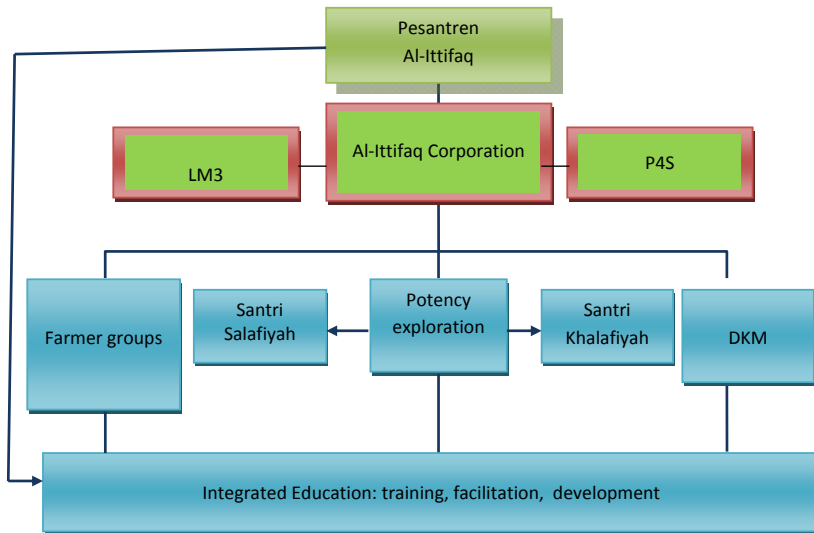 Pesantren
Al-Ittifaq
Al-Ittifaq Corporation
LM3
P4S
Farmer groups
Santri
Salafiyah
Potency
exploration
Santri
Khalafiyah
DKM
Integrated Education: training, facilitation, development